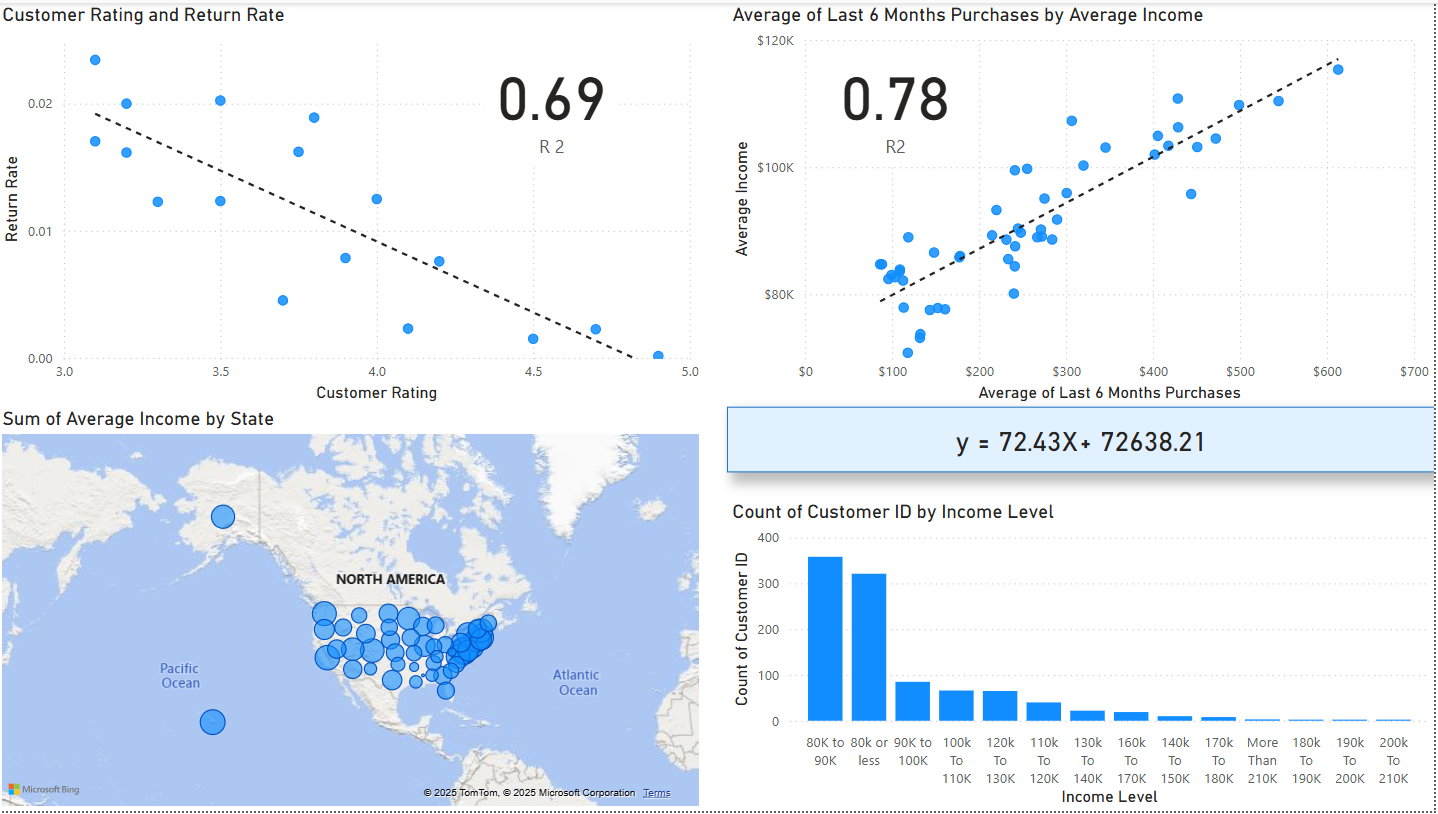 Customer Rating and Return Rate
0.02
0.01
0.00
Return Rate
0.69
R 2
3.0 3.5 4.0 4.5 5.0
Customer Rating
Average of Last 6 Months Purchases by Average Income
$120K
$100K
$80K
Average Income
0.78
R2
$0 $100 $200 $300 $400 $500 $600 $700
Average of Last 6 Months Purchases
y = 72.43X+ 72638.21
Sum of Average Income by State
NORTH AMERICA
Pacific
Ocean
Atlantic
Ocean
Microsoft Bing
© 2025 TomTom, © 2025 Microsoft Corporation Terms
Count of Customer ID by Income Level
400
300
200
100
0
Count of Customer ID
80K to 80k or 90K to 100k 120k 110k 130k 160k 140k 170k More 180k 190k 200k
90K less 100K To To To To To To To Than To To To
110K 130K 120K 140K 170K 150K 180K 210K 190K 200K 210K
Income Level